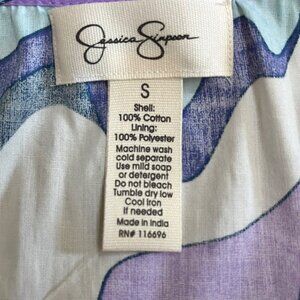 Jessica Simpson
S
Shell:
100% Cotton
Lining:
100% Polyester
Machine wash
cold separate
Use mild soap
or detergent
Do not bleach
Tumble dry low
Cool Iron
if needed
Made in India
RN# 116696